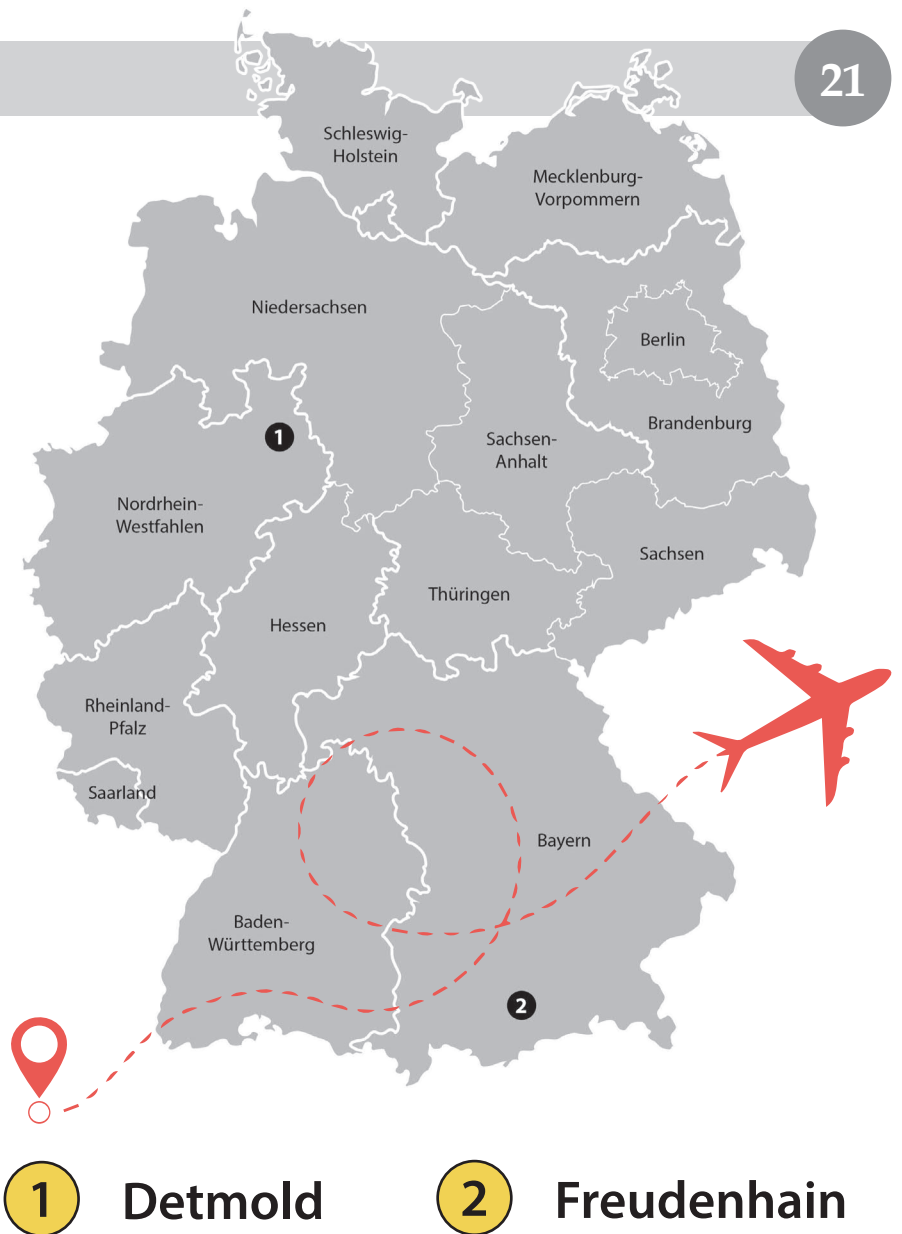 21
Schleswig-
Holstein
Mecklenburg-
Vorpommern
Niedersachsen
Berlin
Brandenburg
1
Sachsen-
Anhalt
Nordrhein-
Westfahlen
Sachsen
Thüringen
Hessen
Rheinland-
Pfalz
Saarland
Bayern
Baden-
Württemberg
2
1 Detmold
2 Freudenhain